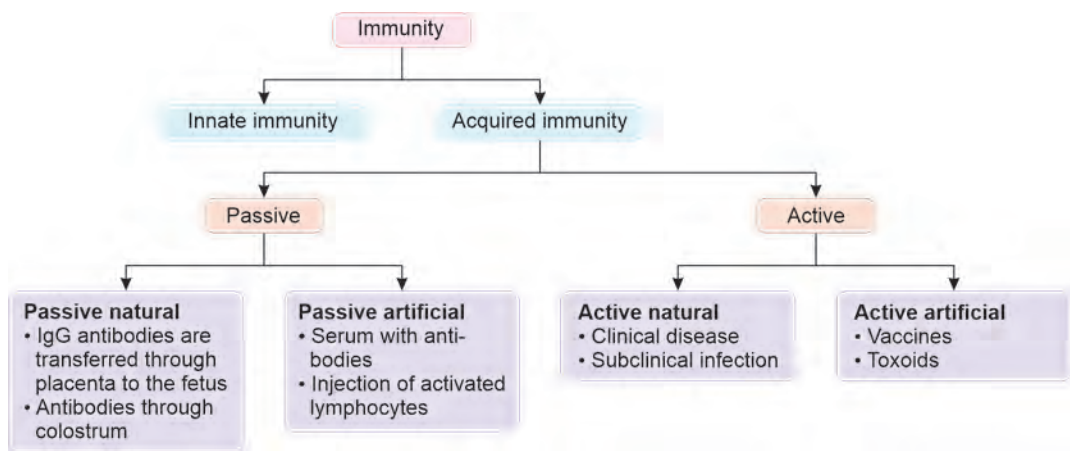 Immunity
Innate immunity
Acquired immunity
Passive
Active
Passive natural
• IgG antibodies are
transferred through
placenta to the fetus
• Antibodies through
colostrum
Passive artificial
• Serum with anti-
bodies
• Injection of activated
lymphocytes
Active natural
• Clinical disease
• Subclinical infection
Active artificial
• Vaccines
• Toxoids